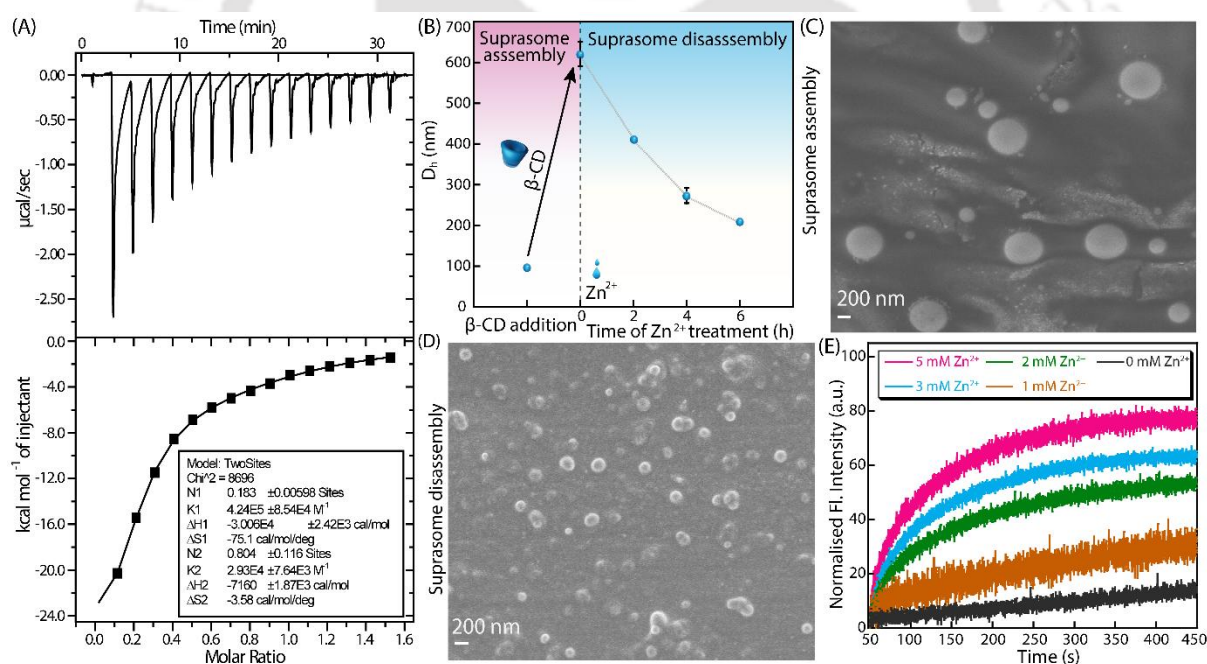 (A)
Time (min)
0 10 20 30
0.00
-0.50
-1.00
-1.50
-2.00
-2.50
µcal/sec
0.0
-4.0
-8.0
-12.0
-16.0
-20.0
-24.0
kcal mol⁻¹ of injectant
Model: TwoSites
Chi^2 = 8696
N1 0.183 ±0.00598 Sites
K1 4.24E5 ±8.54E4 M⁻¹
ΔH1 -3.006E4 ±2.42E3 cal/mol
ΔS1 -75.1 cal/mol/deg
N2 0.804 ±0.116 Sites
K2 2.93E4 ±7.64E3 M⁻¹
ΔH2 -7160 ±1.87E3 cal/mol
ΔS2 -3.58 cal/mol/deg
0.0 0.2 0.4 0.6 0.8 1.0 1.2 1.4 1.6
Molar Ratio
(B)
700
600
500
400
300
200
100
0
Dₕ (nm)
Suprasome
asssembly
Suprasome disasssembly
β-CD
Zn²⁺
0 2 4 6
β-CD addition
Time of Zn²⁺ treatment (h)
(C)
Suprasome assembly
200 nm
(D)
Suprasome disassembly
200 nm
(E)
100
80
60
40
20
0
Normalised Fl. Intensity (a.u.)
5 mM Zn²⁺ 2 mM Zn²⁺ 0 mM Zn²⁺
3 mM Zn²⁺ 1 mM Zn²⁺
50 100 150 200 250 300 350 400 450
Time (s)